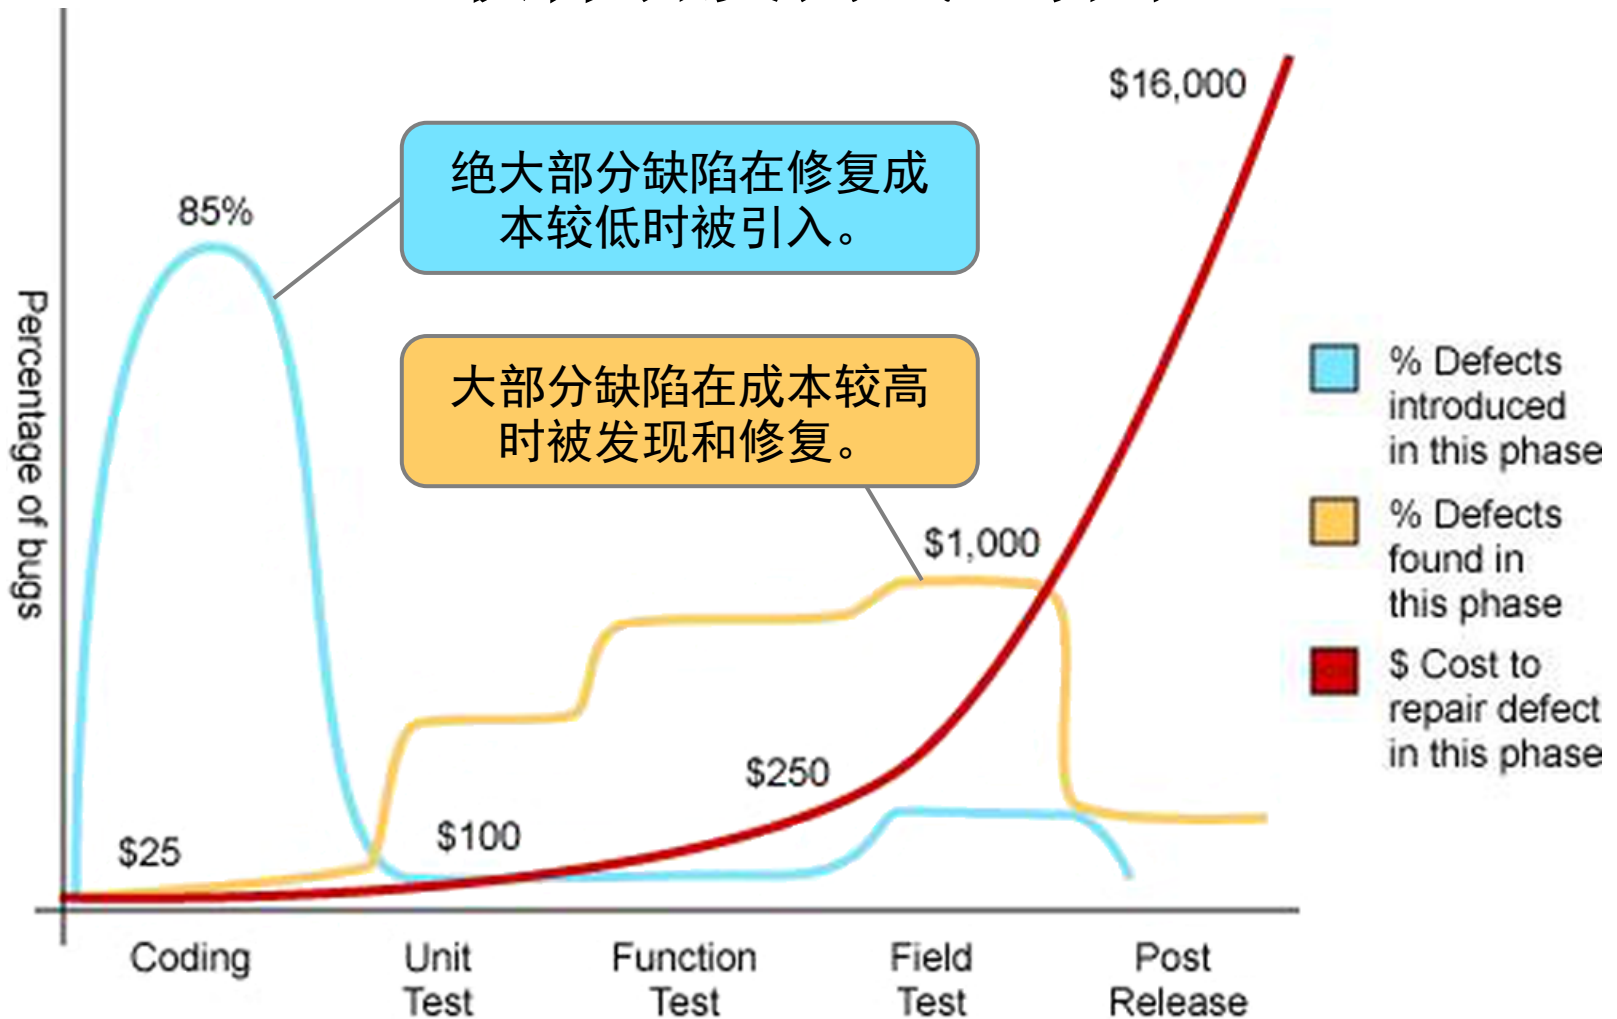 $16,000
绝大部分缺陷在修复成
本较低时被引入。
85%
大部分缺陷在成本较高
时被发现和修复。
$1,000
$250
$100
$25
Percentage of bugs
% Defects
introduced
in this phase
% Defects
found in
this phase
$ Cost to
repair defect
in this phase
Coding
Unit
Test
Function
Test
Field
Test
Post
Release